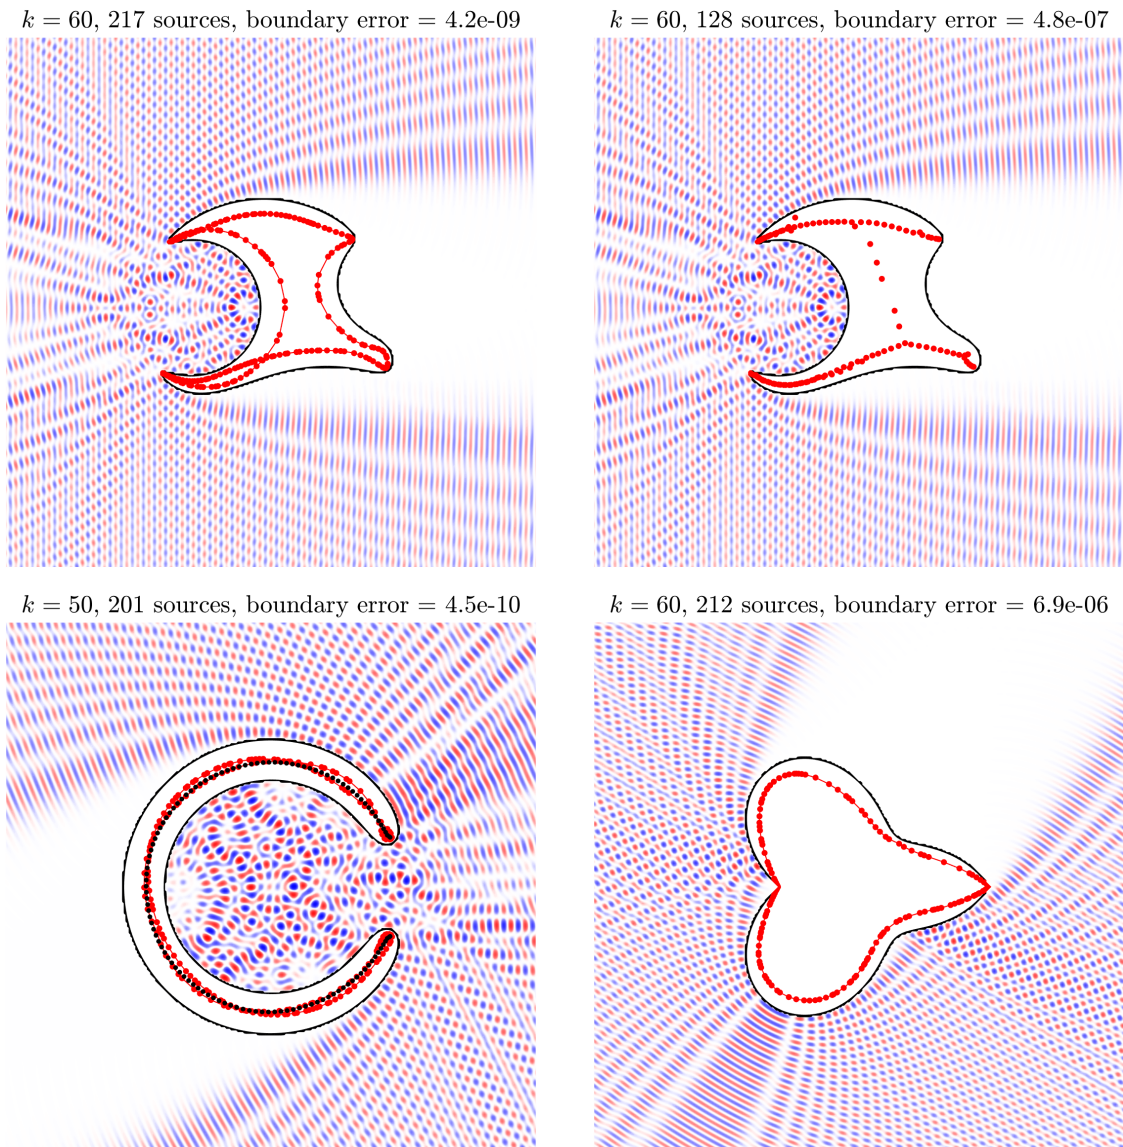 k = 60, 217 sources, boundary error = 4.2e-09
k = 60, 128 sources, boundary error = 4.8e-07
k = 50, 201 sources, boundary error = 4.5e-10
k = 60, 212 sources, boundary error = 6.9e-06